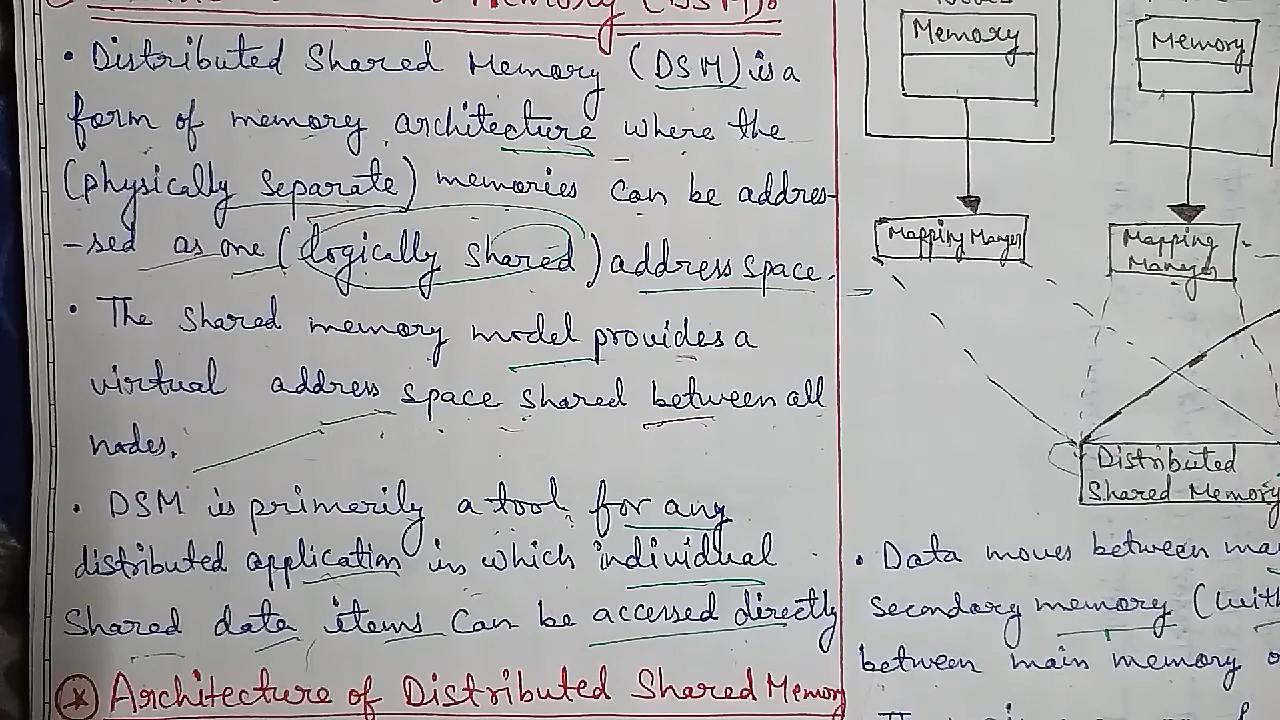 Memory (DSM):
• Distributed Shared Memory (DSM) is a
form of memory architecture where the
(physically separate) memories can be addres-
-sed as one (logically shared) address space.
• The shared memory model provides a
virtual address space shared between all
nodes.
• DSM is primarily a tool for any
distributed application in which individual
shared data items can be accessed directly
* Architecture of Distributed Shared Memory
Memory
Memory
Mapping Manger
Mapping
Manager
Distributed
Shared Memory
• Data moves between
secondary memory (
between main memory